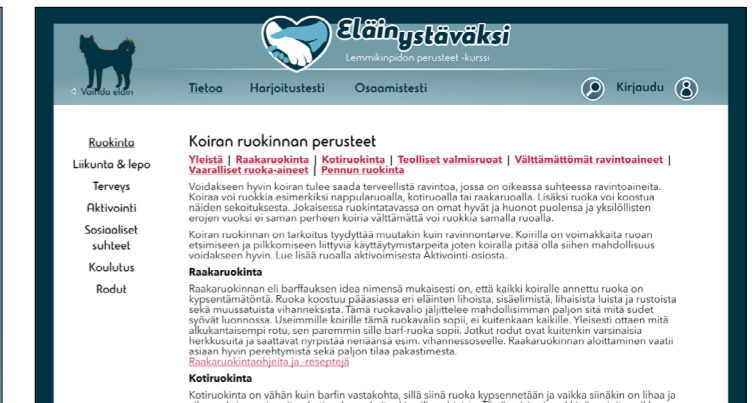 Eläinystäväksi
Lemmikinpidon perusteet -kurssi
Vaihda eläin
Tietoa
Harjoitustesti
Osaamistesti
Kirjaudu
Ruokinta
Liikunta & lepo
Terveys
Aktivointi
Sosiaaliset
suhteet
Koulutus
Rodut
Koiran ruokinnan perusteet
Yleistä | Raakaruokinta | Kotiruokinta | Teolliset valmisruoat | Välttämättömät ravintoaineet |
Vaaralliset ruoka-aineet | Pennun ruokinta
Voidakseen hyvin koiran tulee saada terveellistä ravintoa, jossa on oikeassa suhteessa ravintoaineita.
Koiraa voi ruokkia esimerkiksi nappularuoalla, kotiruoalla tai raakaruoalla. Lisäksi ruoka voi koostua
näiden sekoituksesta. Jokaisessa ruokintatavassa on omat hyvät ja huonot puolensa ja yksilöllisten
erojen vuoksi ei saman perheen koiria välttämättä voi ruokkia samalla ruoalla.
Koiran ruokinnan on tarkoitus tyydyttää muutakin kuin ravinnontarve. Koirilla on voimakkaita ruoan
etsimiseen ja pilkkomiseen liittyviä käyttäytymistarpeita joten koiralla pitää olla siihen mahdollisuus
voidakseen hyvin. Lue lisää ruoalla aktivoimisesta Aktivointi-osiosta.
Raakaruokinta
Raakaruokinnan eli barffauksen idea nimensä mukaisesti on, että kaikki koiralle annettu ruoka on
kypsentämätöntä. Ruoka koostuu pääasiassa eri eläinten lihoista, sisäelimistä, lihaisista luista ja rustoista
sekä muussatuista vihanneksista. Tämä ruokavalio jäljittelee mahdollisimman paljon sitä mitä sudet
syövät luonnossa. Useimmille koirille tämä ruokavalio sopii, ei kuitenkaan kaikille. Yleisesti ottaen mitä
alkukantaisempi rotu, sen paremmin sille barf-ruoka sopii. Jotkut rodut ovat kuitenkin varsinaisia
herkkusuita ja saattavat nyrpistää nenäänsä esim. vihannessoseelle. Raakaruokinnan aloittaminen vaatii
asiaan hyvin perehtymistä sekä paljon tilaa pakastimesta.
Raakaruokintaohjeita ja -reseptejä
Kotiruokinta
Kotiruokinta on vähän kuin barfin vastakohta, sillä siinä ruoka kypsennetään ja vaikka siinäkin on lihaa ja